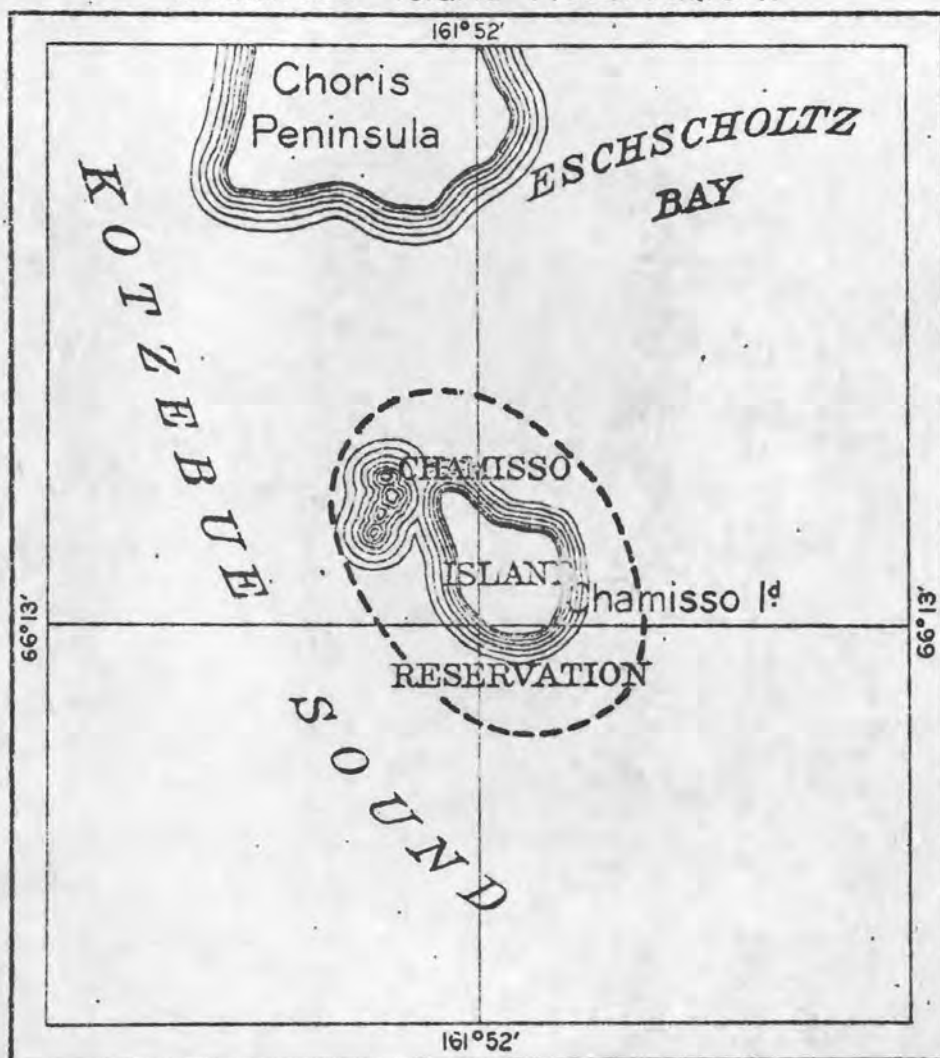 161° 52′
Choris
Peninsula
ESCHSCHOLTZ
BAY
KOTZEBUE
SOUND
CHAMISSO
ISLAND
Chamisso Id.
66° 13′
66° 13′
RESERVATION
161° 52′